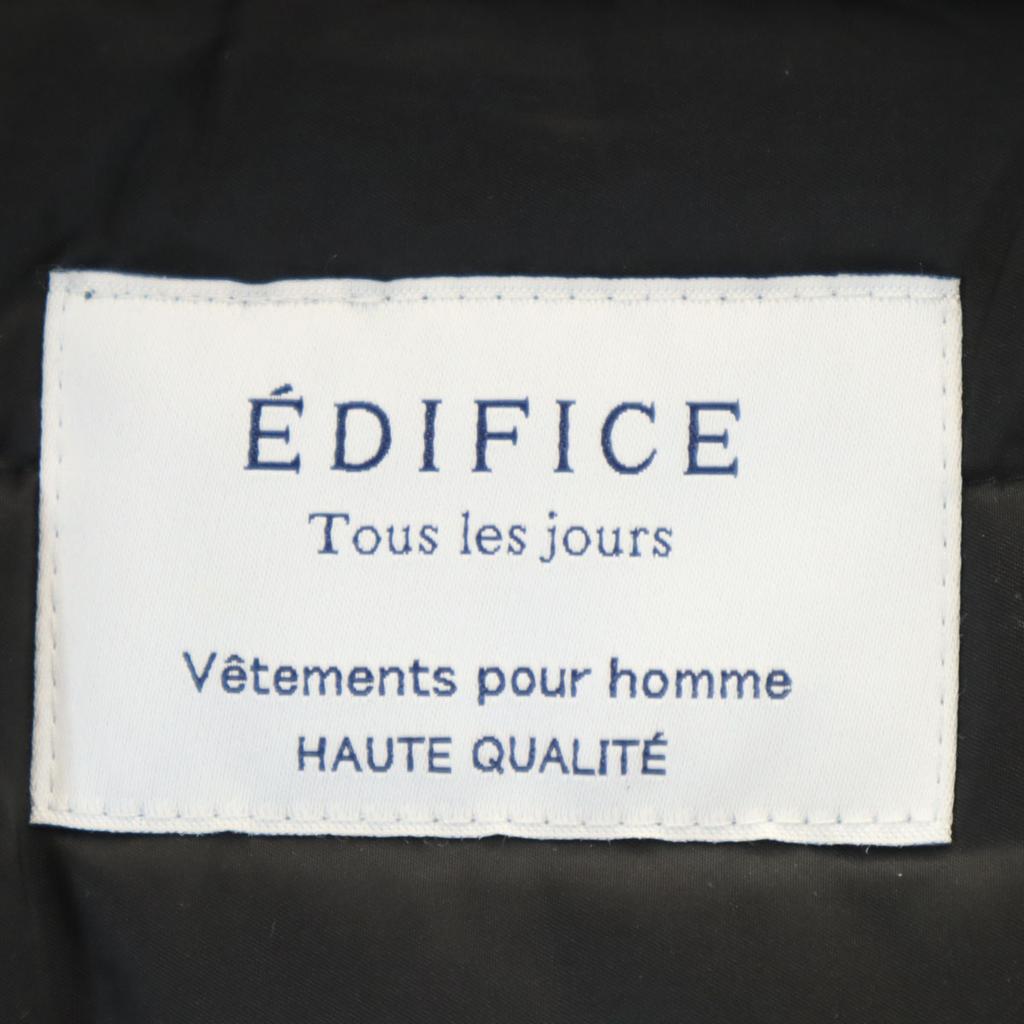 ÉDIFICE
Tous les jours
Vêtements pour homme
HAUTE QUALITÉ